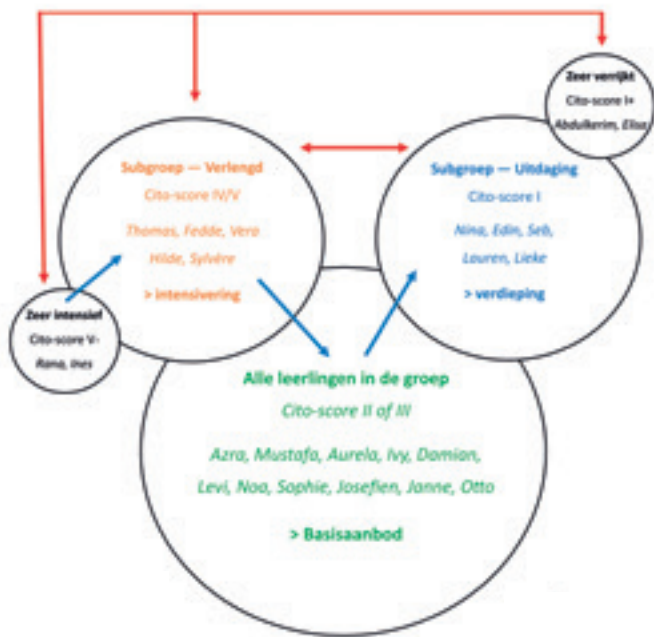 Zeer verrijkt
Cito-score I+
Abdulkerim, Elisa
Subgroep — Verlengd
Cito-score IV/V
Thomas, Fedde, Vera
Hilde, Sylvère
> intensivering
Subgroep — Uitdaging
Cito-score I
Nina, Edin, Seb,
Lauren, Lieke
> verdieping
Zeer intensief
Cito-score V-
Rana, Ines
Alle leerlingen in de groep
Cito-score II of III
Azra, Mustafa, Aurela, Ivy, Damian,
Levi, Noa, Sophie, Josefien, Janne, Otto
> Basisaanbod